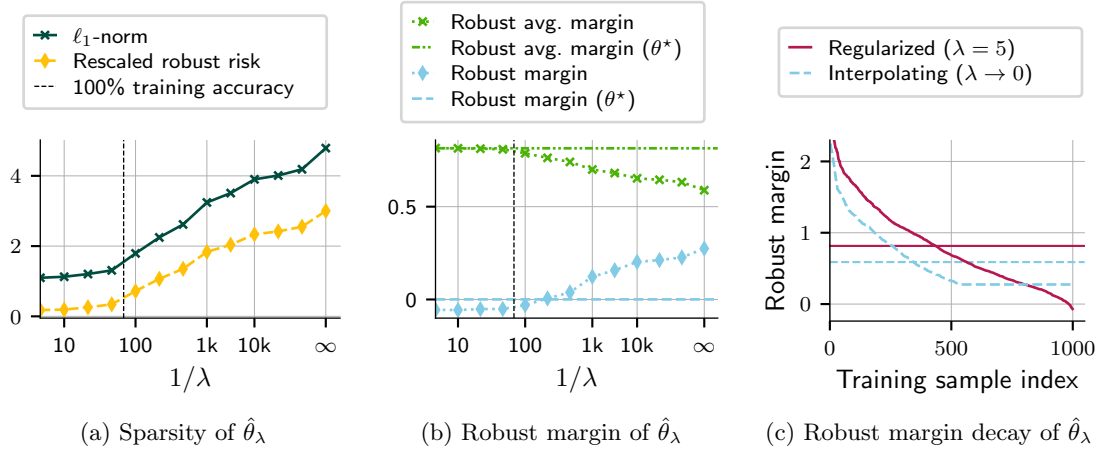 ℓ₁-norm
Rescaled robust risk
100% training accuracy
4
2
0
10
100
1k
10k
∞
1/λ
(a) Sparsity of θ̂_λ
Robust avg. margin
Robust avg. margin (θ⋆)
Robust margin
Robust margin (θ⋆)
0.5
0
10
100
1k
10k
∞
1/λ
(b) Robust margin of θ̂_λ
Regularized (λ = 5)
Interpolating (λ → 0)
Robust margin
2
1
0
0
500
1000
Training sample index
(c) Robust margin decay of θ̂_λ